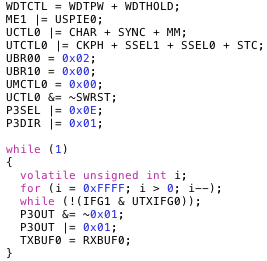 WDTCTL = WDTPW + WDTHOLD;
ME1 |= USPIE0;
UCTL0 |= CHAR + SYNC + MM;
UTCTL0 |= CKPH + SSEL1 + SSEL0 + STC;
UBR00 = 0x02;
UBR10 = 0x00;
UMCTL0 = 0x00;
UCTL0 &= ~SWRST;
P3SEL |= 0x0E;
P3DIR |= 0x01;
while (1)
{
volatile unsigned int i;
for (i = 0xFFFF; i > 0; i--);
while (!(IFG1 & UTXIFG0));
P3OUT &= ~0x01;
P3OUT |= 0x01;
TXBUF0 = RXBUF0;
}